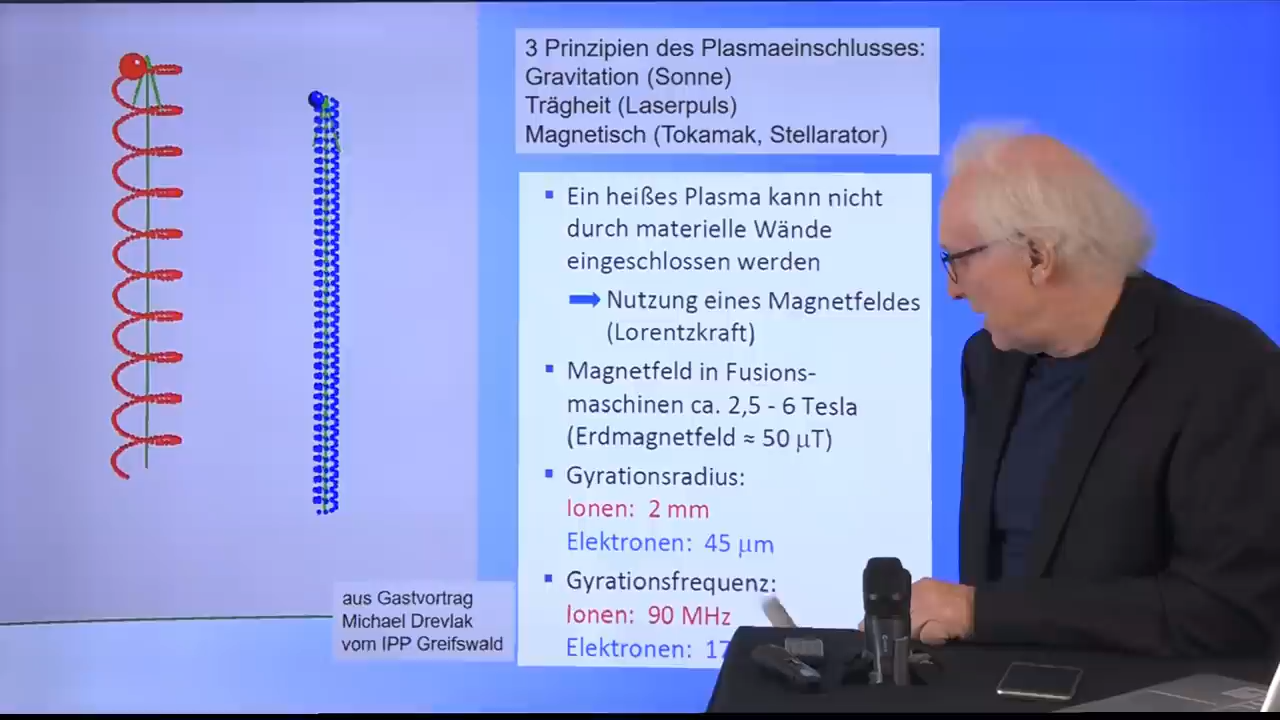 3 Prinzipien des Plasmaeinschlusses:
Gravitation (Sonne)
Trägheit (Laserpuls)
Magnetisch (Tokamak, Stellarator)
▪ Ein heißes Plasma kann nicht
durch materielle Wände
eingeschlossen werden
➡ Nutzung eines Magnetfeldes
(Lorentzkraft)
▪ Magnetfeld in Fusions-
maschinen ca. 2,5 - 6 Tesla
(Erdmagnetfeld ≈ 50 μT)
▪ Gyrationsradius:
Ionen: 2 mm
Elektronen: 45 μm
▪ Gyrationsfrequenz:
Ionen: 90 MHz
Elektronen:
aus Gastvortrag
Michael Drevlak
vom IPP Greifswald